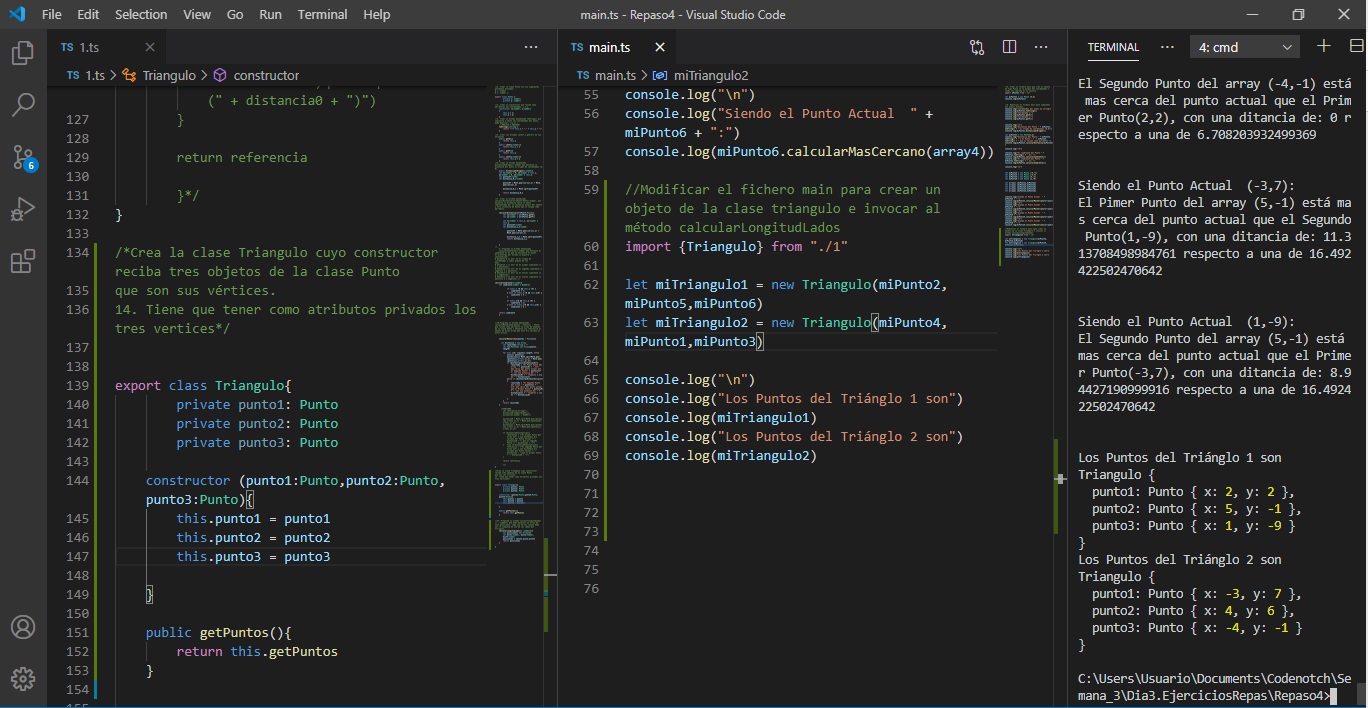 File Edit Selection View Go Run Terminal Help
main.ts - Repaso4 - Visual Studio Code
TS 1.ts
TS 1.ts > Triangulo > constructor
(" + distancia0 + ")")
127 }
128
129 return referencia
130
131 }*/
132 }
133
134 /*Crea la clase Triangulo cuyo constructor
reciba tres objetos de la clase Punto
135 que son sus vértices.
136 14. Tiene que tener como atributos privados los
tres vertices*/
137
138
139 export class Triangulo{
140 private punto1: Punto
141 private punto2: Punto
142 private punto3: Punto
143
144 constructor (punto1:Punto,punto2:Punto,
punto3:Punto){
145 this.punto1 = punto1
146 this.punto2 = punto2
147 this.punto3 = punto3
148
149 }
150
151 public getPuntos(){
152 return this.getPuntos
153 }
154
6
TS main.ts
TS main.ts > miTriangulo2
55 console.log("\n")
56 console.log("Siendo el Punto Actual  " +
miPunto6 + ":")
57 console.log(miPunto6.calcularMasCercano(array4))
58
59 //Modificar el fichero main para crear un
objeto de la clase triangulo e invocar al
método calcularLongitudLados
60 import {Triangulo} from "./1"
61
62 let miTriangulo1 = new Triangulo(miPunto2,
miPunto5,miPunto6)
63 let miTriangulo2 = new Triangulo(miPunto4,
miPunto1,miPunto3)
64
65 console.log("\n")
66 console.log("Los Puntos del Triánglo 1 son")
67 console.log(miTriangulo1)
68 console.log("Los Puntos del Triánglo 2 son")
69 console.log(miTriangulo2)
70
71
72
73
74
75
76
TERMINAL
4: cmd
El Segundo Punto del array (-4,-1) está
mas cerca del punto actual que el Prim
er Punto(2,2), con una ditancia de: 0 r
especto a una de 6.708203932499369
Siendo el Punto Actual  (-3,7):
El Pimer Punto del array (5,-1) está ma
s cerca del punto actual que el Segundo
Punto(1,-9), con una ditancia de: 11.3
13708498984761 respecto a una de 16.492
422502470642
Siendo el Punto Actual  (1,-9):
El Segundo Punto del array (5,-1) está
mas cerca del punto actual que el Prime
r Punto(-3,7), con una ditancia de: 8.9
4427190999916 respecto a una de 16.4924
22502470642
Los Puntos del Triánglo 1 son
Triangulo {
punto1: Punto { x: 2, y: 2 },
punto2: Punto { x: 5, y: -1 },
punto3: Punto { x: 1, y: -9 }
}
Los Puntos del Triánglo 2 son
Triangulo {
punto1: Punto { x: -3, y: 7 },
punto2: Punto { x: 4, y: 6 },
punto3: Punto { x: -4, y: -1 }
}
C:\Users\Usuario\Documents\Codenotch\Se
mana_3\Dia3.EjerciciosRepas\Repaso4>